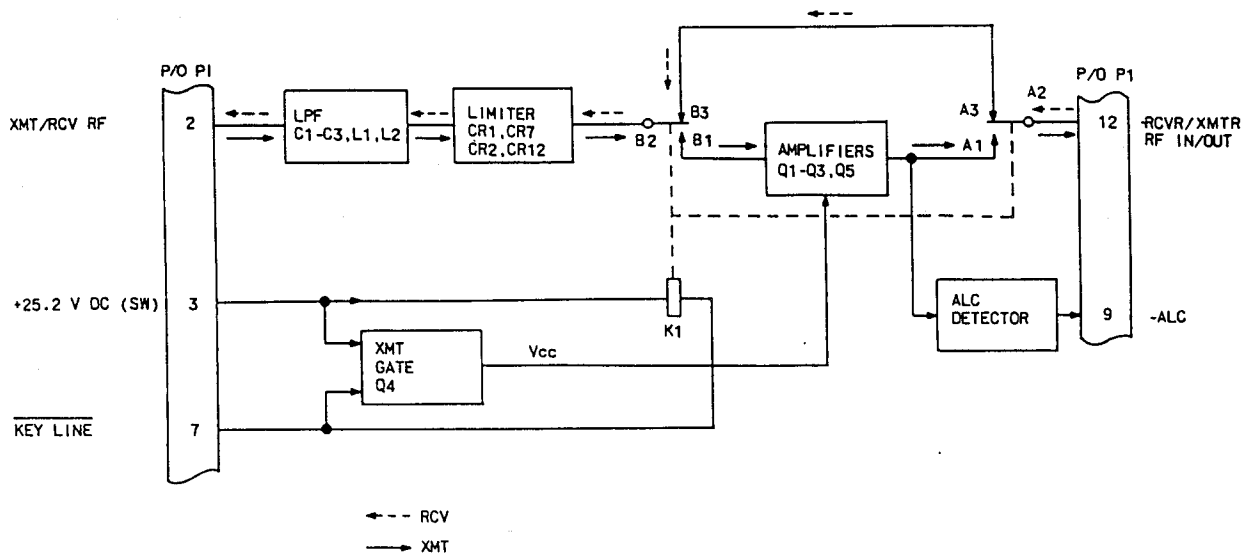 P/O P1
P/O P1
XMT/RCV RF
2
LPF
C1-C3,L1,L2
LIMITER
CR1,CR7
CR2,CR12
B2
B3
B1
AMPLIFIERS
Q1-Q3,Q5
A3
A2
A1
12
RCVR/XMTR
RF IN/OUT
+25.2 V DC (SW)
3
K1
ALC
DETECTOR
9
-ALC
XMT
GATE
Q4
Vcc
KEY LINE
7
RCV
XMT